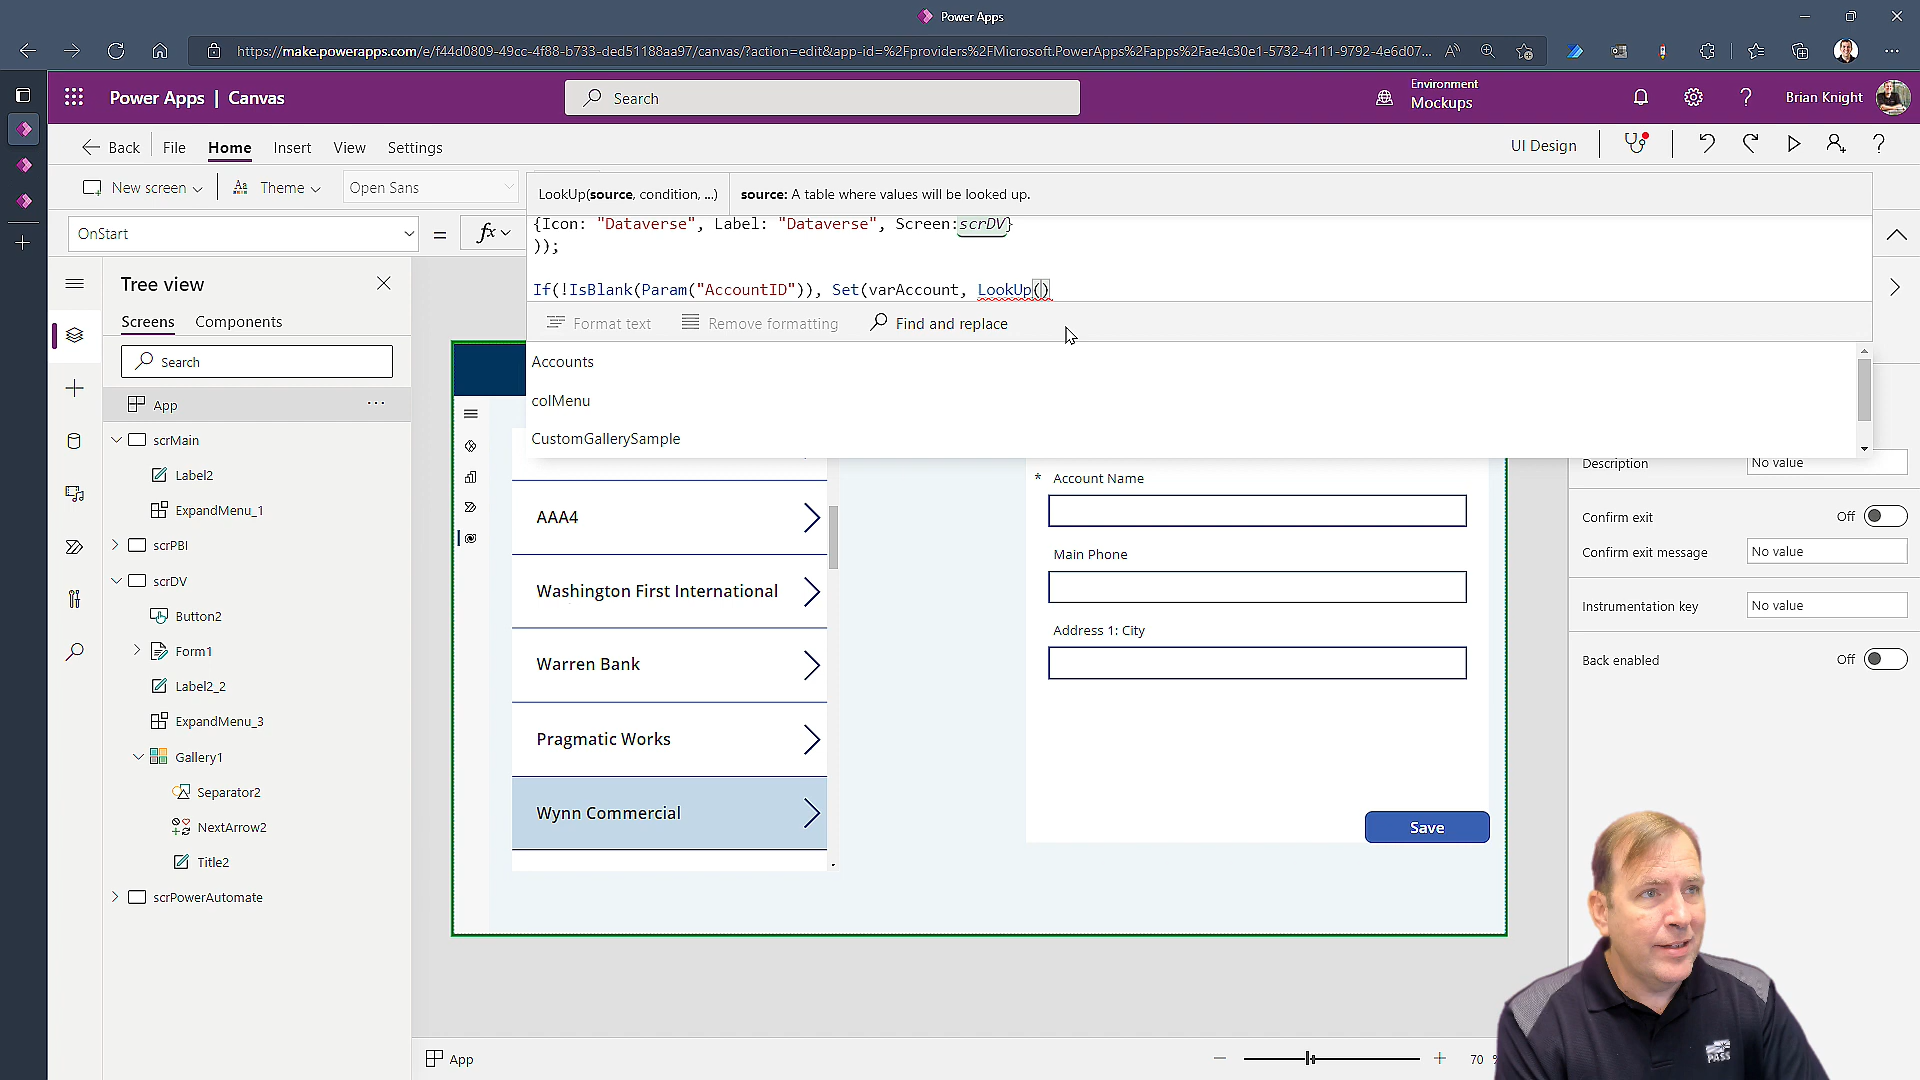 Power Apps
https://make.powerapps.com/e/f44d0809-49cc-4f88-b733-ded51188aa97/canvas/?action=edit&app-id=%2Fproviders%2FMicrosoft.PowerApps%2Fapps%2Fae4c30e1-5732-4111-9792-4e6d07...
Power Apps | Canvas
Search
Environment
Mockups
Brian Knight
Back
File
Home
Insert
View
Settings
UI Design
New screen
Theme
Open Sans
LookUp(source, condition, ...)
source: A table where values will be looked up.
OnStart
=
fx
{Icon: "Dataverse", Label: "Dataverse", Screen:scrDV}
));
If(!IsBlank(Param("AccountID")), Set(varAccount, LookUp()
Format text
Remove formatting
Find and replace
Accounts
colMenu
CustomGallerySample
Tree view
Screens
Components
Search
App
scrMain
Label2
ExpandMenu_1
scrPBI
scrDV
Button2
Form1
Label2_2
ExpandMenu_3
Gallery1
Separator2
NextArrow2
Title2
scrPowerAutomate
AAA4
Washington First International
Warren Bank
Pragmatic Works
Wynn Commercial
* Account Name
Main Phone
Address 1: City
Save
Description
No value
Confirm exit
Off
Confirm exit message
No value
Instrumentation key
No value
Back enabled
Off
App
70 %
PASS